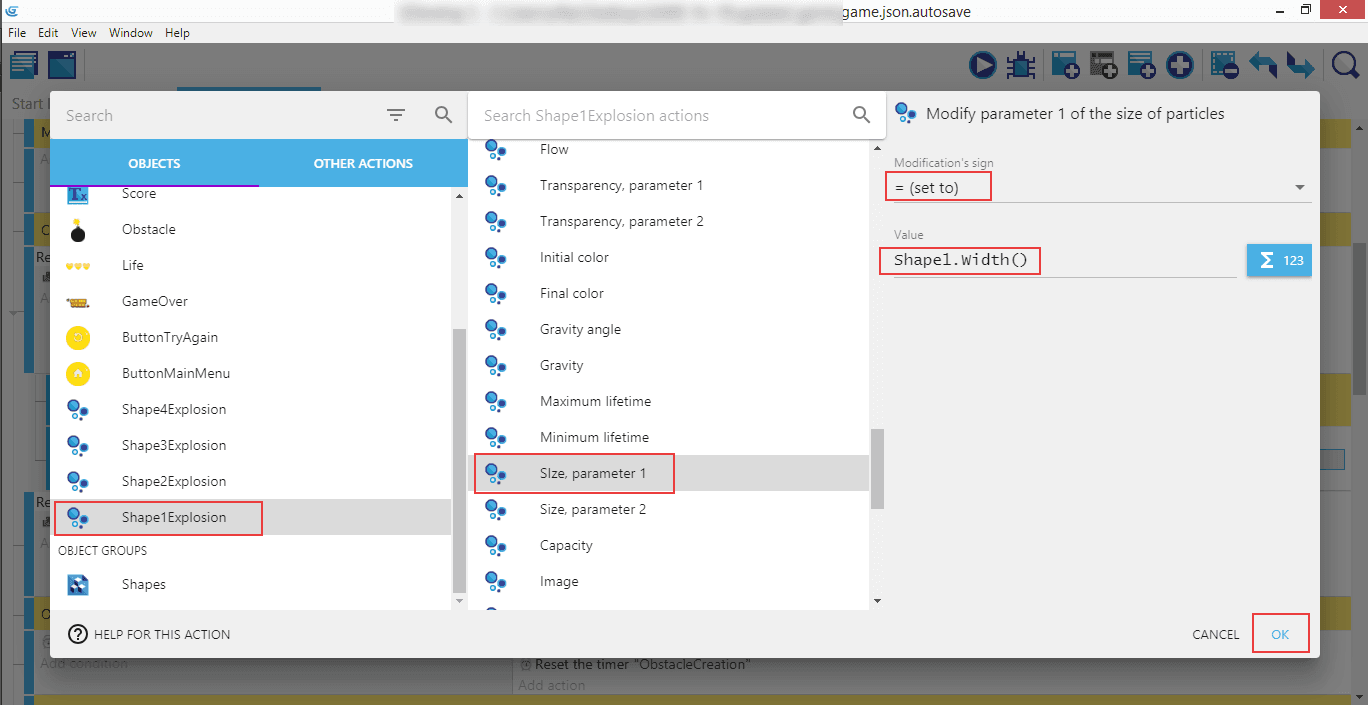 game.json.autosave
File Edit View Window Help
Start
Search
Search Shape1Explosion actions
Modify parameter 1 of the size of particles
OBJECTS
OTHER ACTIONS
Score
Obstacle
Life
GameOver
ButtonTryAgain
ButtonMainMenu
Shape4Explosion
Shape3Explosion
Shape2Explosion
Shape1Explosion
OBJECT GROUPS
Shapes
Flow
Transparency, parameter 1
Transparency, parameter 2
Initial color
Final color
Gravity angle
Gravity
Maximum lifetime
Minimum lifetime
SIze, parameter 1
Size, parameter 2
Capacity
Image
Modification's sign
= (set to)
Value
Shape1.Width()
Σ 123
? HELP FOR THIS ACTION
CANCEL
OK
Add condition
Reset the timer "ObstacleCreation"
Add action